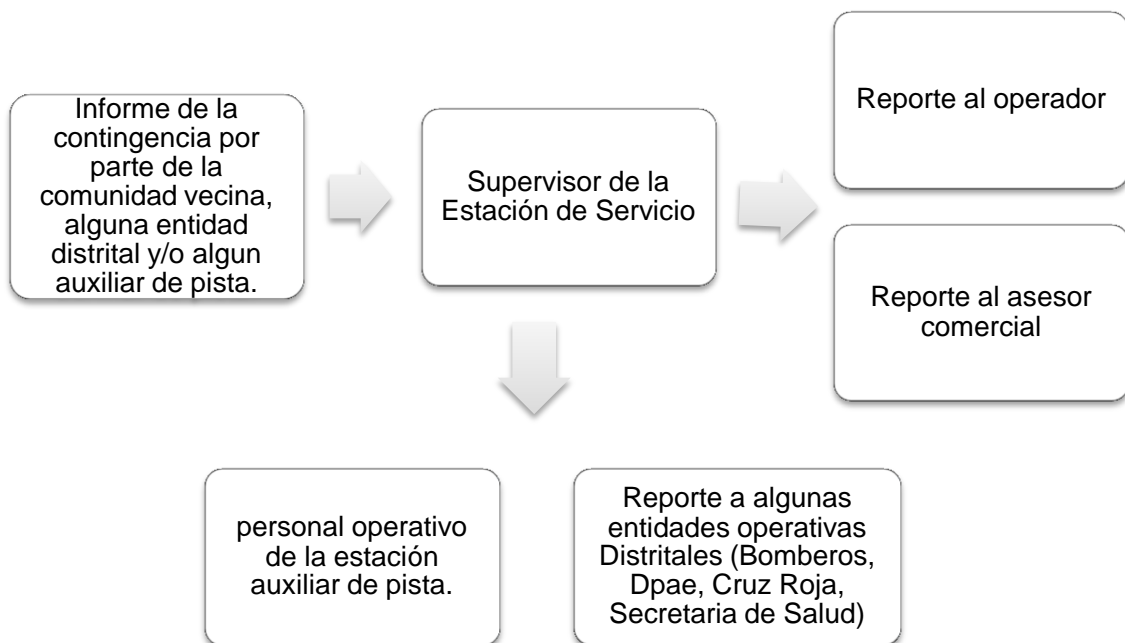 Informe de la
contingencia por
parte de la
comunidad vecina,
alguna entidad
distrital y/o algun
auxiliar de pista.
Supervisor de la
Estación de Servicio
Reporte al operador
Reporte al asesor
comercial
personal operativo
de la estación
auxiliar de pista.
Reporte a algunas
entidades operativas
Distritales (Bomberos,
Dpae, Cruz Roja,
Secretaria de Salud)